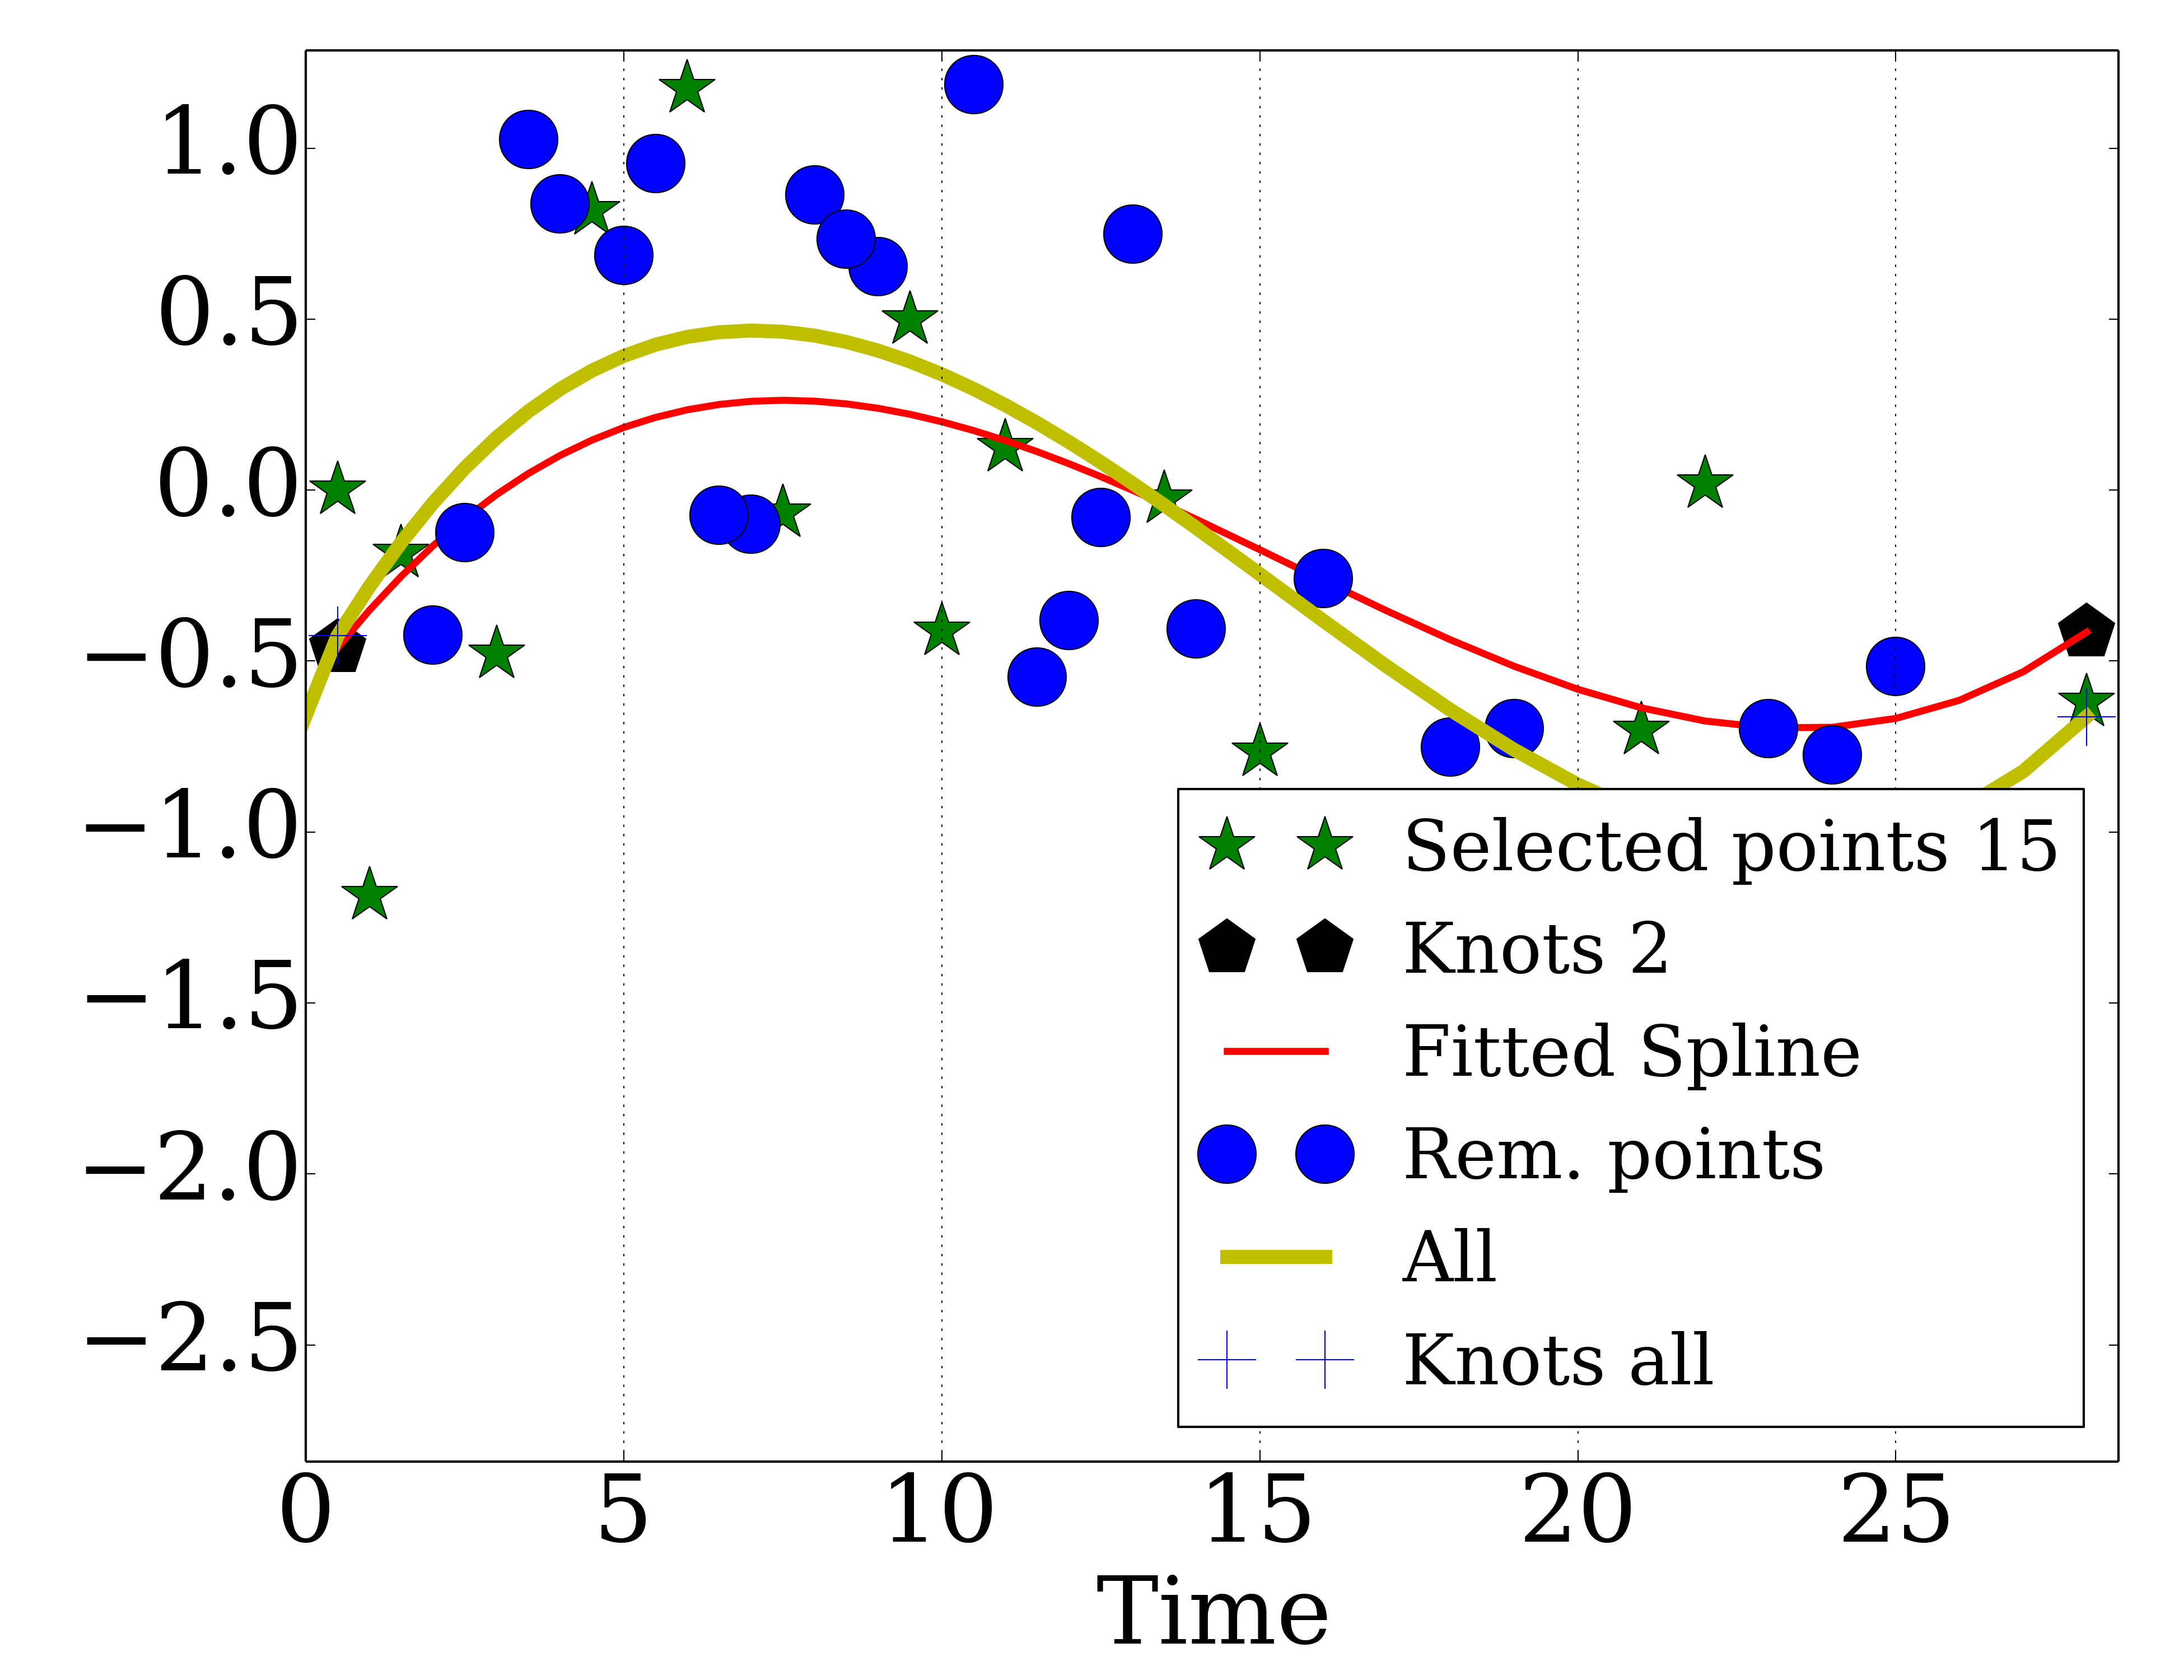 1.0
0.5
0.0
−0.5
−1.0
−1.5
−2.0
−2.5
Selected points 15
Knots 2
Fitted Spline
Rem. points
All
Knots all
0 5 10 15 20 25
Time